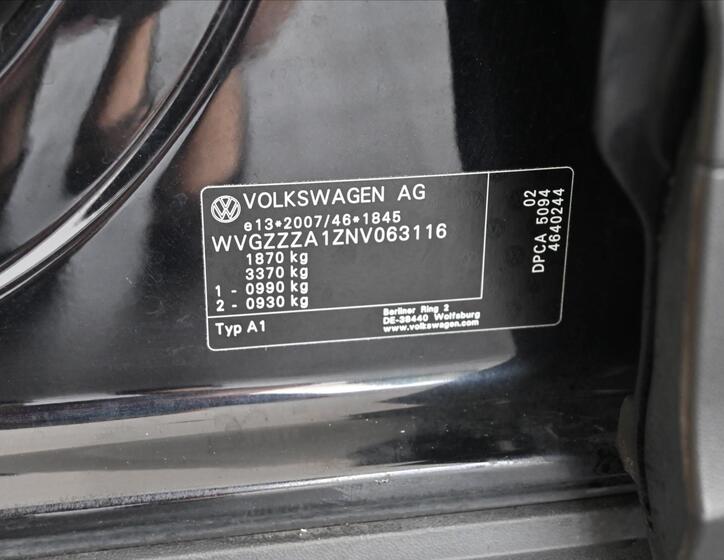 VOLKSWAGEN AG
e13*2007/46*1845
WVGZZZA1ZNV063116
1870 kg
3370 kg
1 - 0990 kg
2 - 0930 kg
Typ A1
Berliner Ring 2
DE-38440 Wolfsburg
www.volkswagen.com
02
DPCA 5094
4640244